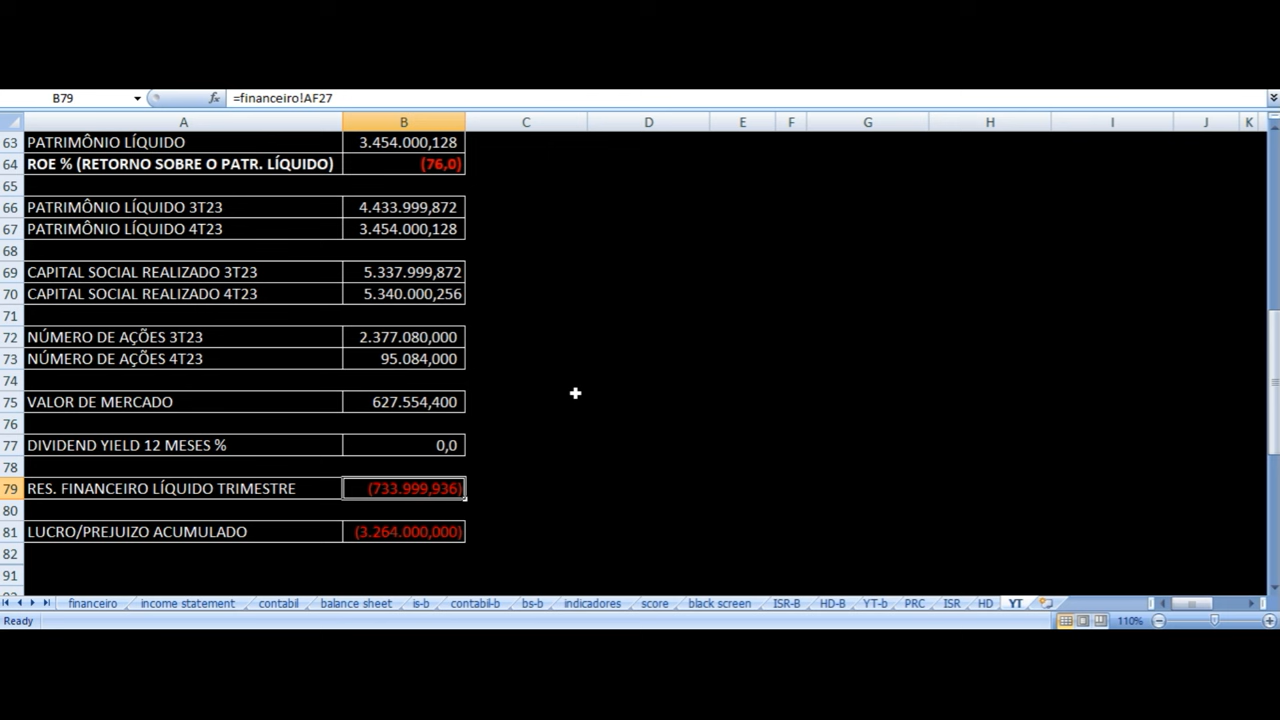 B79 =financeiro!AF27
A B C D E F G H I J K
63 PATRIMÔNIO LÍQUIDO 3.454.000,128
64 ROE % (RETORNO SOBRE O PATR. LÍQUIDO) (76,0)
65
66 PATRIMÔNIO LÍQUIDO 3T23 4.433.999,872
67 PATRIMÔNIO LÍQUIDO 4T23 3.454.000,128
68
69 CAPITAL SOCIAL REALIZADO 3T23 5.337.999,872
70 CAPITAL SOCIAL REALIZADO 4T23 5.340.000,256
71
72 NÚMERO DE AÇÕES 3T23 2.377.080,000
73 NÚMERO DE AÇÕES 4T23 95.084,000
74
75 VALOR DE MERCADO 627.554,400
76
77 DIVIDEND YIELD 12 MESES % 0,0
78
79 RES. FINANCEIRO LÍQUIDO TRIMESTRE (733.999,936)
80
81 LUCRO/PREJUIZO ACUMULADO (3.264.000,000)
82
91
financeiro income statement contabil balance sheet is-b contabil-b bs-b indicadores score black screen ISR-B HD-B YT-b PRC ISR HD YT
Ready 110%